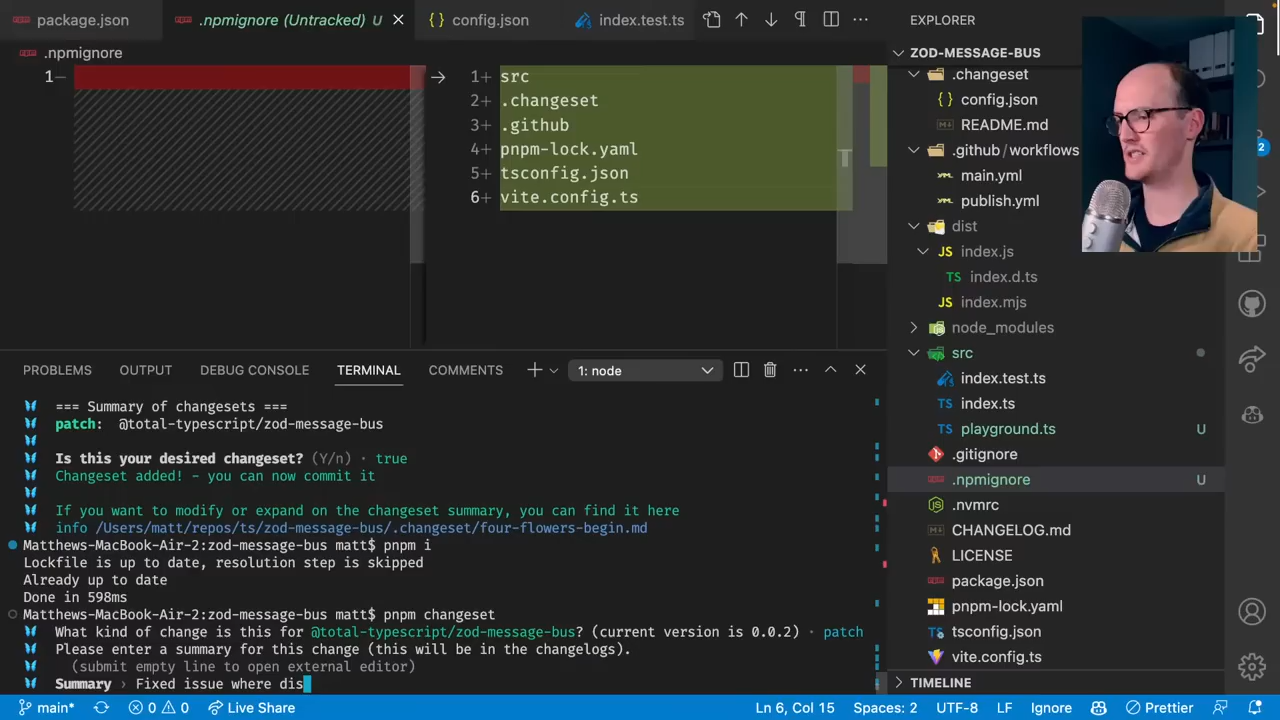 package.json
.npmignore (Untracked) U
config.json
index.test.ts
EXPLORER
.npmignore
1
1+ src
2+ .changeset
3+ .github
4+ pnpm-lock.yaml
5+ tsconfig.json
6+ vite.config.ts
ZOD-MESSAGE-BUS
.changeset
config.json
README.md
.github/workflows
main.yml
publish.yml
dist
index.js
index.d.ts
index.mjs
node_modules
src
index.test.ts
index.ts
playground.ts U
.gitignore
.npmignore U
.nvmrc
CHANGELOG.md
LICENSE
package.json
pnpm-lock.yaml
tsconfig.json
vite.config.ts
TIMELINE
2
PROBLEMS OUTPUT DEBUG CONSOLE TERMINAL COMMENTS 1: node
=== Summary of changesets ===
patch: @total-typescript/zod-message-bus
Is this your desired changeset? (Y/n) · true
Changeset added! - you can now commit it
If you want to modify or expand on the changeset summary, you can find it here
info /Users/matt/repos/ts/zod-message-bus/.changeset/four-flowers-begin.md
Matthews-MacBook-Air-2:zod-message-bus matt$ pnpm i
Lockfile is up to date, resolution step is skipped
Already up to date
Done in 598ms
Matthews-MacBook-Air-2:zod-message-bus matt$ pnpm changeset
What kind of change is this for @total-typescript/zod-message-bus? (current version is 0.0.2) · patch
Please enter a summary for this change (this will be in the changelogs).
(submit empty line to open external editor)
Summary › Fixed issue where dis
main* 0 0 Live Share Ln 6, Col 15 Spaces: 2 UTF-8 LF Ignore Prettier